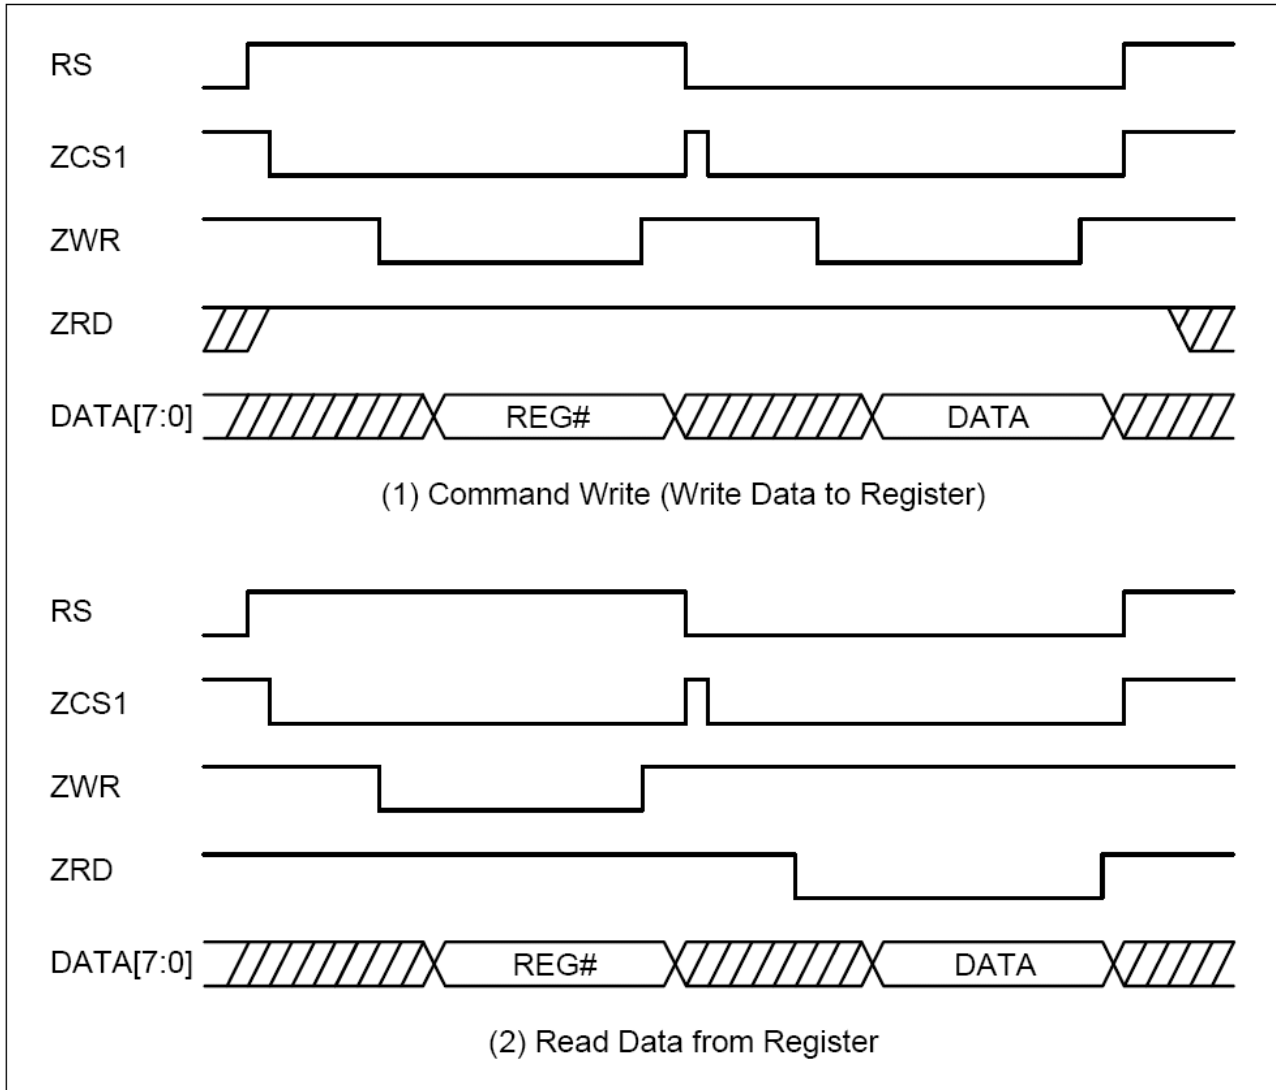 RS
ZCS1
ZWR
ZRD
DATA[7:0] REG# DATA
(1) Command Write (Write Data to Register)
RS
ZCS1
ZWR
ZRD
DATA[7:0] REG# DATA
(2) Read Data from Register